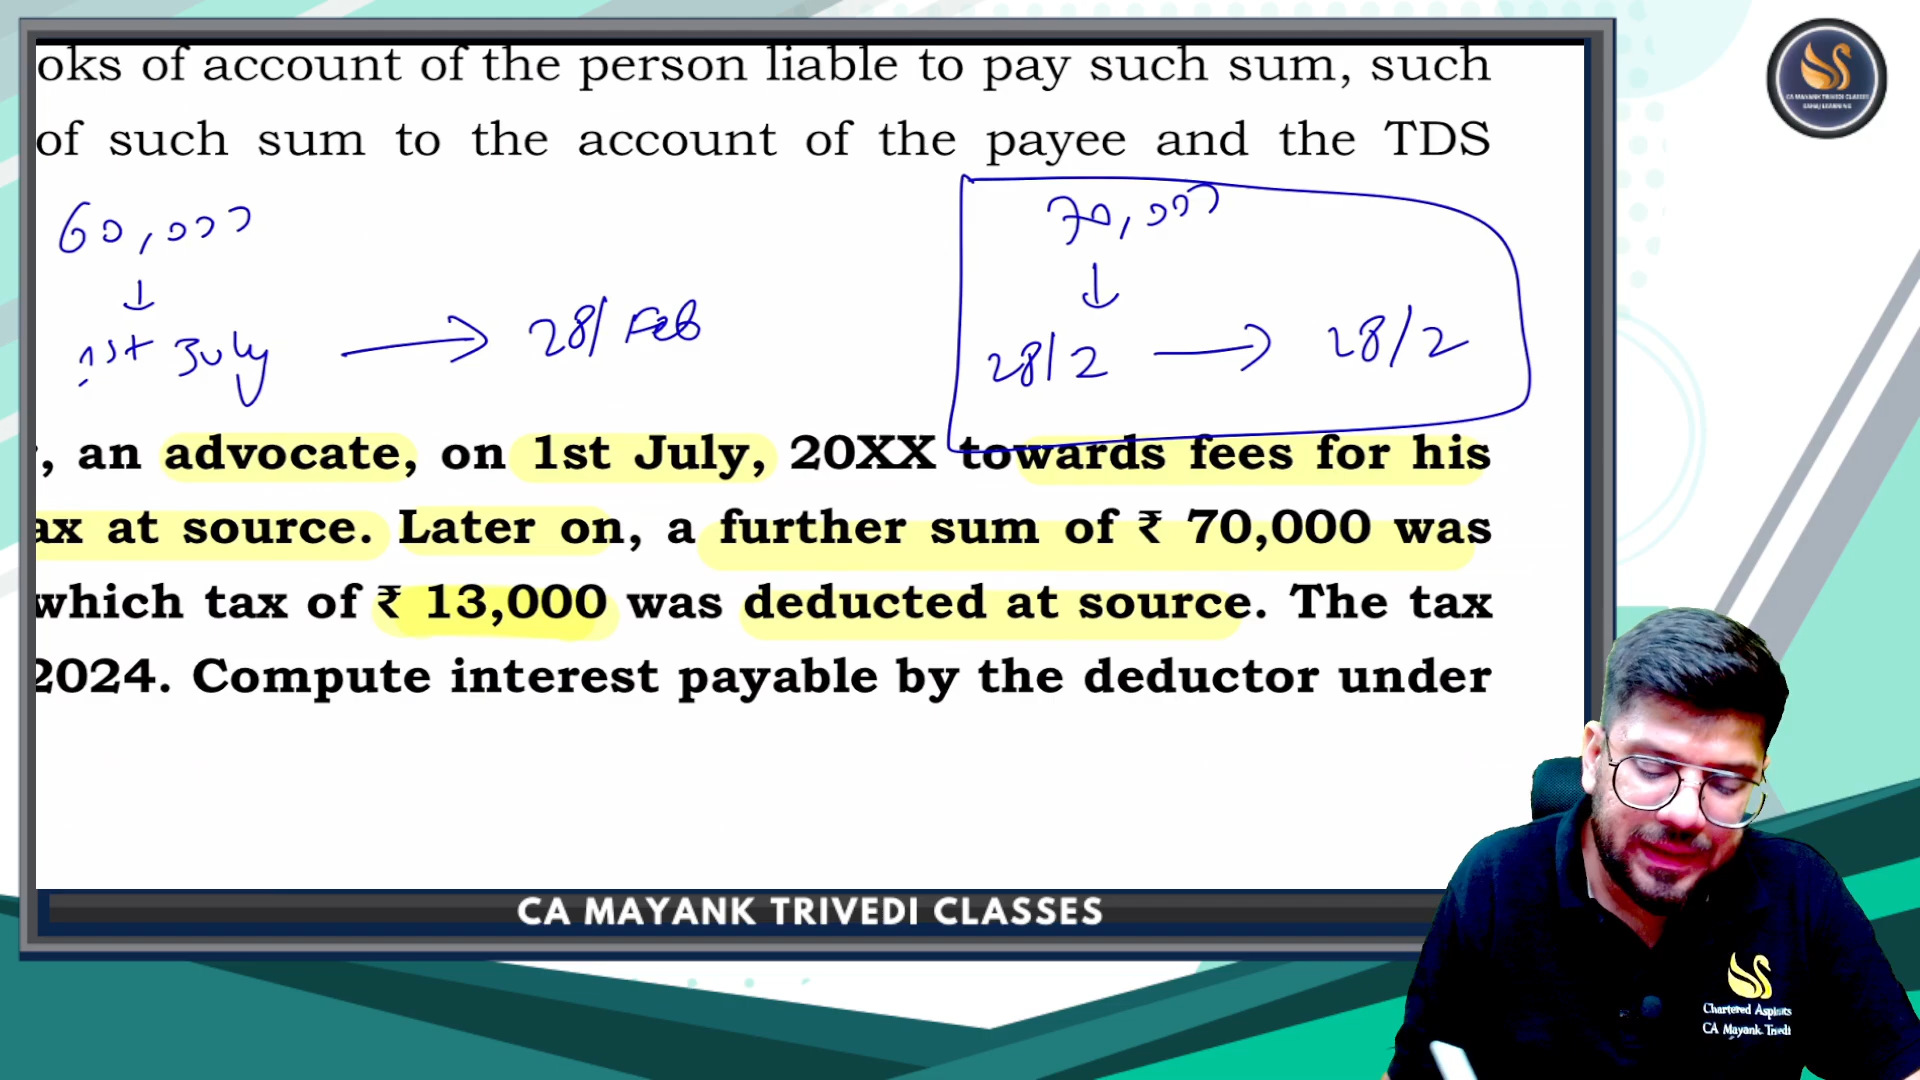 oks of account of the person liable to pay such sum, such
of such sum to the account of the payee and the TDS
60,000
↓
1st July → 28/Feb
70,000
↓
28/2 → 28/2
, an advocate, on 1st July, 20XX towards fees for his
ax at source. Later on, a further sum of ₹ 70,000 was
which tax of ₹ 13,000 was deducted at source. The tax
2024. Compute interest payable by the deductor under
CA MAYANK TRIVEDI CLASSES
CA MAYANK TRIVEDI CLASSES
Chartered Aspirants
CA Mayank Trivedi